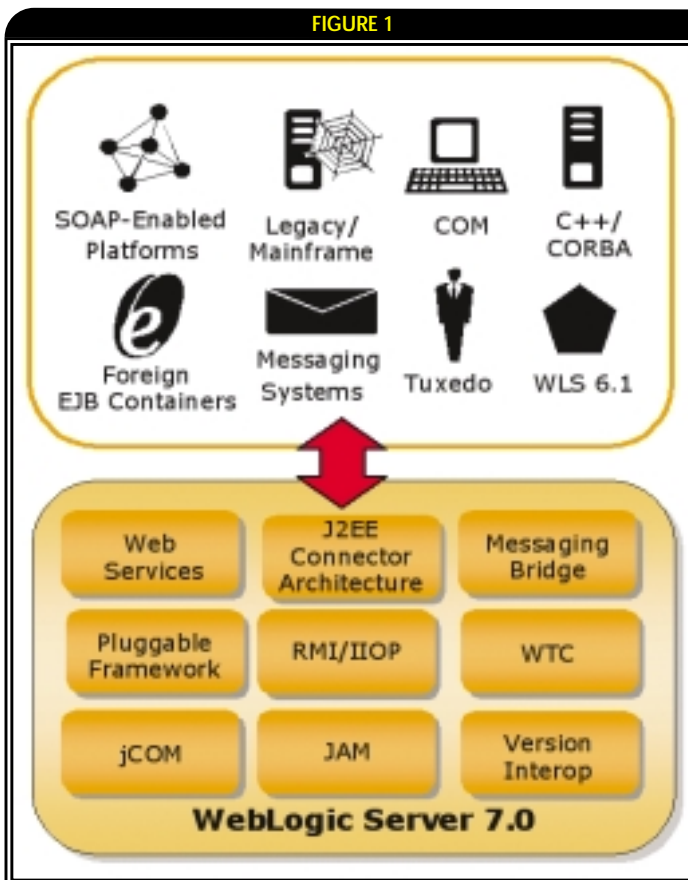 FIGURE 1
SOAP-Enabled
Platforms
Legacy/
Mainframe
COM
C++/
CORBA
e
Foreign
EJB Containers
Messaging
Systems
Tuxedo
WLS 6.1
Web
Services
J2EE
Connector
Architecture
Messaging
Bridge
Pluggable
Framework
RMI/IIOP
WTC
jCOM
JAM
Version
Interop
WebLogic Server 7.0